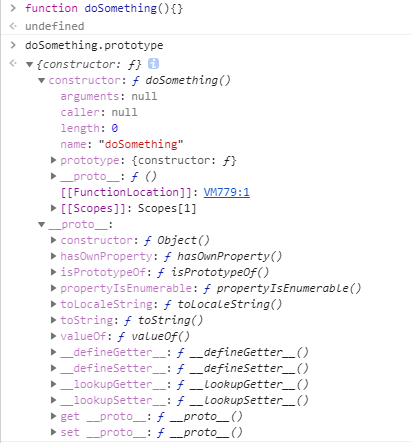 > function doSomething(){}
< undefined
> doSomething.prototype
< ▼{constructor: ƒ} i
▼constructor: ƒ doSomething()
arguments: null
caller: null
length: 0
name: "doSomething"
▶prototype: {constructor: ƒ}
▶__proto__: ƒ ()
[[FunctionLocation]]: VM779:1
▶[[Scopes]]: Scopes[1]
▼__proto__:
▶constructor: ƒ Object()
▶hasOwnProperty: ƒ hasOwnProperty()
▶isPrototypeOf: ƒ isPrototypeOf()
▶propertyIsEnumerable: ƒ propertyIsEnumerable()
▶toLocaleString: ƒ toLocaleString()
▶toString: ƒ toString()
▶valueOf: ƒ valueOf()
▶__defineGetter__: ƒ __defineGetter__()
▶__defineSetter__: ƒ __defineSetter__()
▶__lookupGetter__: ƒ __lookupGetter__()
▶__lookupSetter__: ƒ __lookupSetter__()
▶get __proto__: ƒ __proto__()
▶set __proto__: ƒ __proto__()